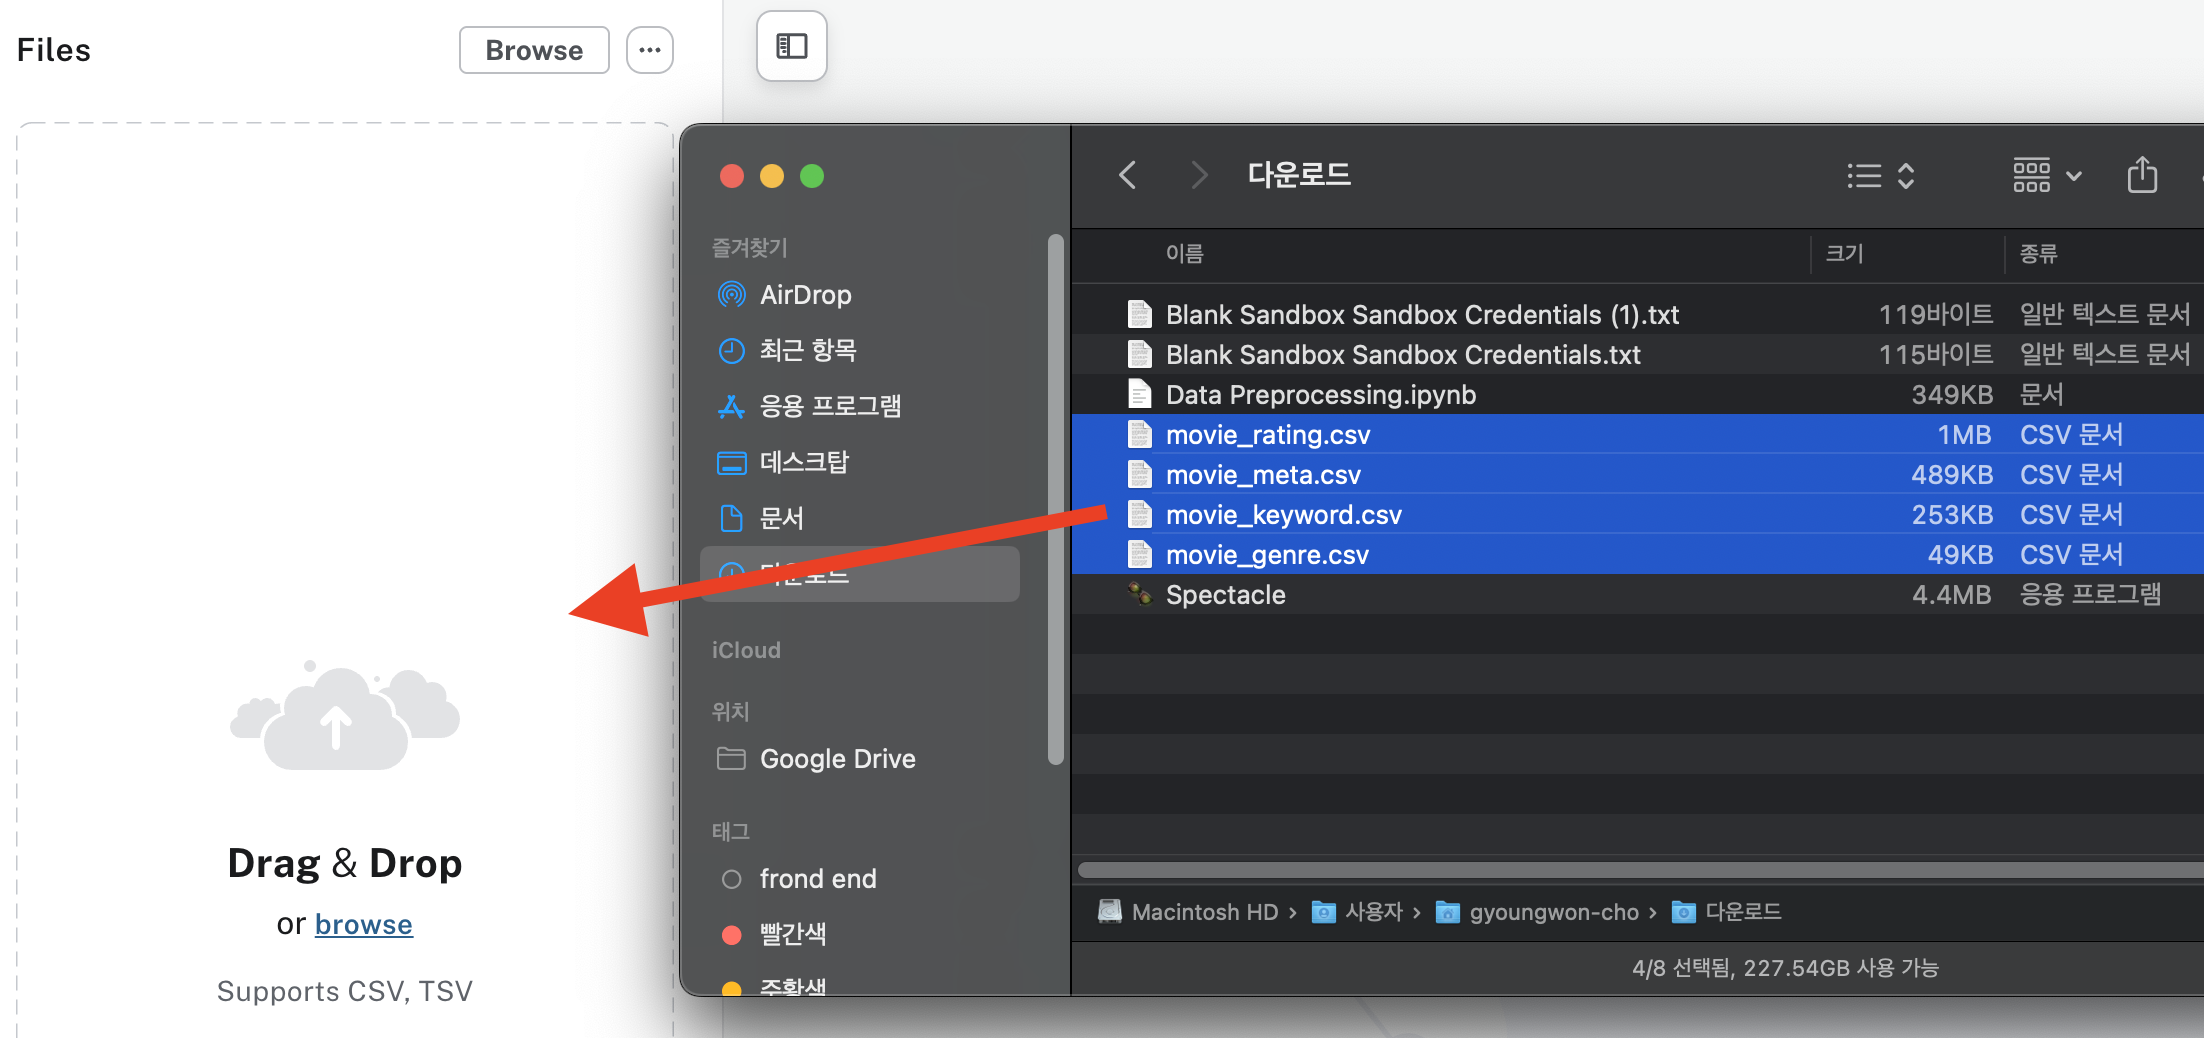 Files
Browse
Drag & Drop
or browse
Supports CSV, TSV
즐겨찾기
AirDrop
최근 항목
응용 프로그램
데스크탑
문서
다운로드
iCloud
위치
Google Drive
태그
frond end
빨간색
주황색
다운로드
이름 크기 종류
Blank Sandbox Sandbox Credentials (1).txt 119바이트 일반 텍스트 문서
Blank Sandbox Sandbox Credentials.txt 115바이트 일반 텍스트 문서
Data Preprocessing.ipynb 349KB 문서
movie_rating.csv 1MB CSV 문서
movie_meta.csv 489KB CSV 문서
movie_keyword.csv 253KB CSV 문서
movie_genre.csv 49KB CSV 문서
Spectacle 4.4MB 응용 프로그램
Macintosh HD › 사용자 › gyoungwon-cho › 다운로드
4/8 선택됨, 227.54GB 사용 가능